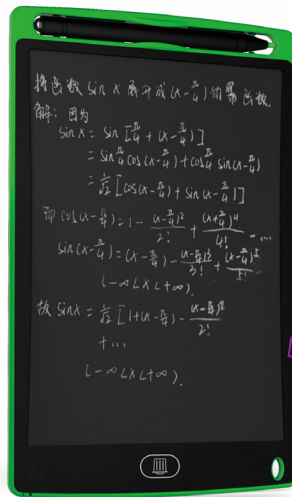 将函数 sin x 展开成(x-π/4)的幂函数.
解: 因为
sin x = sin [π/4 + (x-π/4)]
= sin π/4 cos(x-π/4) + cos π/4 sin(x-π/4)
= 1/√2 [cos(x-π/4) + sin(x-π/4)]
而 cos(x-π/4) = 1 - (x-π/4)²/2! + (x+π/4)⁴/4! - ...
sin(x-π/4) = (x-π/4) - (x-π/4)³/3! + (x-π/4)⁵/5!
(-∞<x<+∞).
故 sin x = 1/√2 [1+(x-π/4) - (x-π/4)²/2!
+...
(-∞<x<+∞).